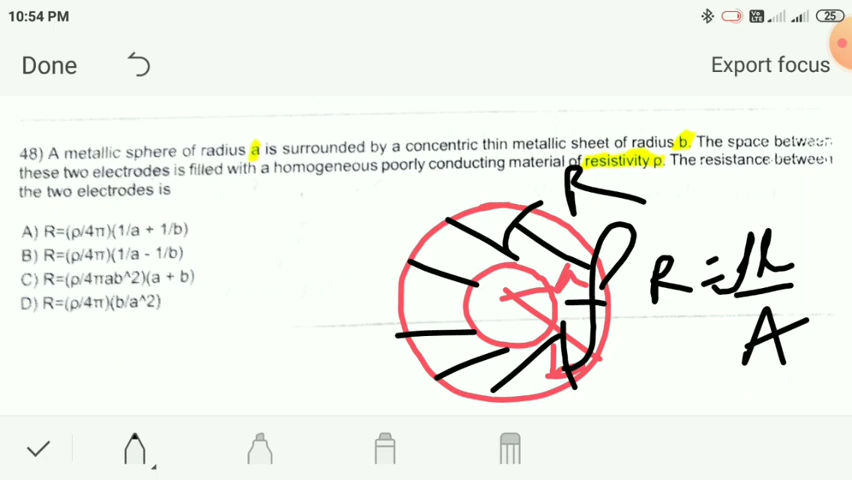 10:54 PM
25
Done
Export focus
48) A metallic sphere of radius a is surrounded by a concentric thin metallic sheet of radius b. The space between
these two electrodes is filled with a homogeneous poorly conducting material of resistivity ρ. The resistance between
the two electrodes is
A) R=(ρ/4π)(1/a + 1/b)
B) R=(ρ/4π)(1/a - 1/b)
C) R=(ρ/4πab^2)(a + b)
D) R=(ρ/4π)(b/a^2)
R
R =
A